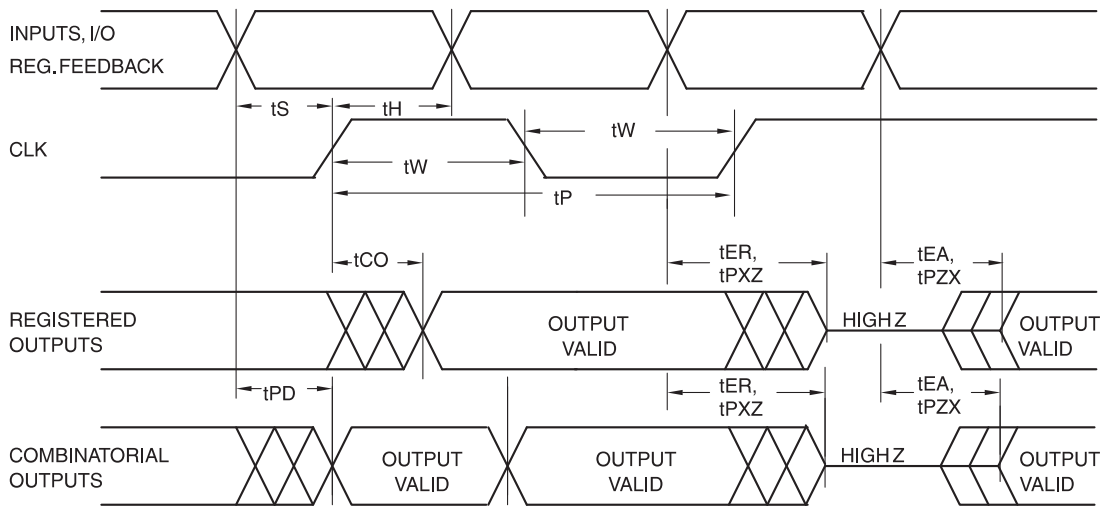 INPUTS, I/O
REG. FEEDBACK
tS
tH
tW
CLK
tW
tP
tCO
tER,
tPXZ
tEA,
tPZX
REGISTERED
OUTPUTS
OUTPUT
VALID
HIGH Z
OUTPUT
VALID
tPD
tER,
tPXZ
tEA,
tPZX
COMBINATORIAL
OUTPUTS
OUTPUT
VALID
OUTPUT
VALID
HIGH Z
OUTPUT
VALID